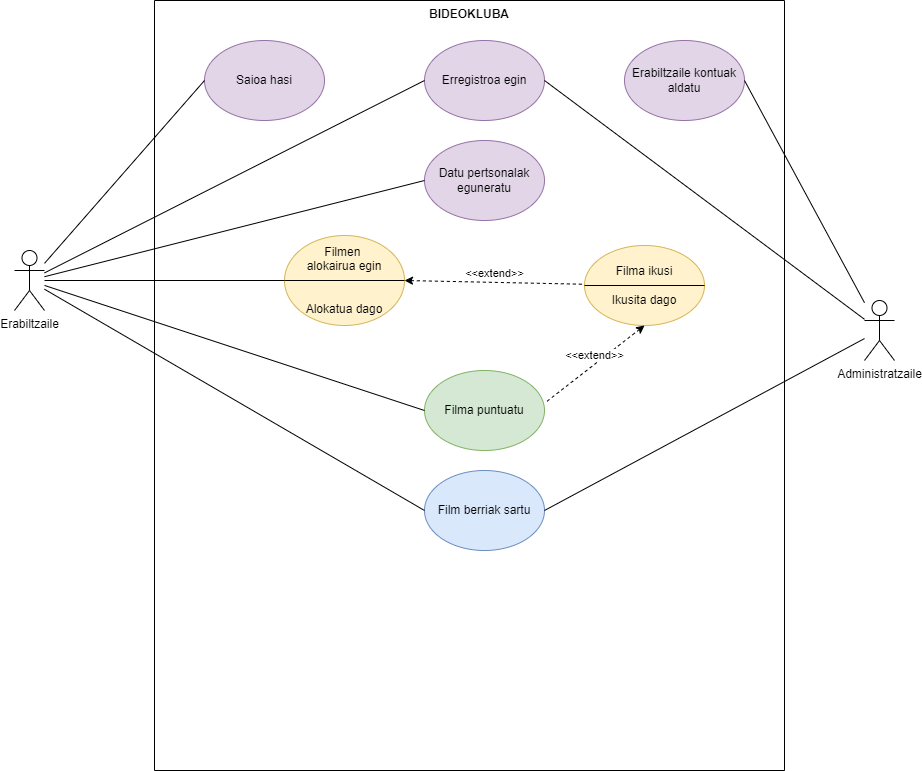 BIDEOKLUBA
Saioa hasi
Erregistroa egin
Erabiltzaile kontuak
aldatu
Datu pertsonalak
eguneratu
Filmen
alokairua egin
Alokatua dago
<<extend>>
Filma ikusi
Ikusita dago
Erabiltzaile
<<extend>>
Administratzaile
Filma puntuatu
Film berriak sartu